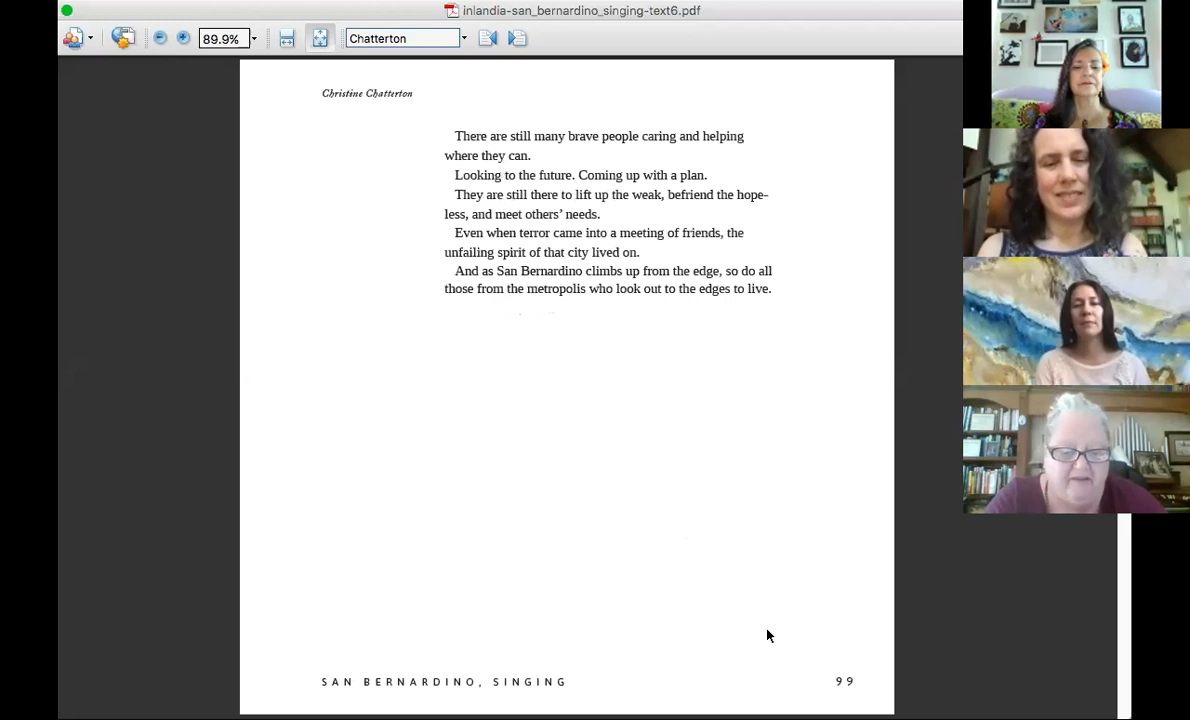 inlandia-san_bernardino_singing-text6.pdf
89.9%
Chatterton
Christine Chatterton
There are still many brave people caring and helping
where they can.
Looking to the future. Coming up with a plan.
They are still there to lift up the weak, befriend the hope-
less, and meet others’ needs.
Even when terror came into a meeting of friends, the
unfailing spirit of that city lived on.
And as San Bernardino climbs up from the edge, so do all
those from the metropolis who look out to the edges to live.
SAN BERNARDINO, SINGING 99